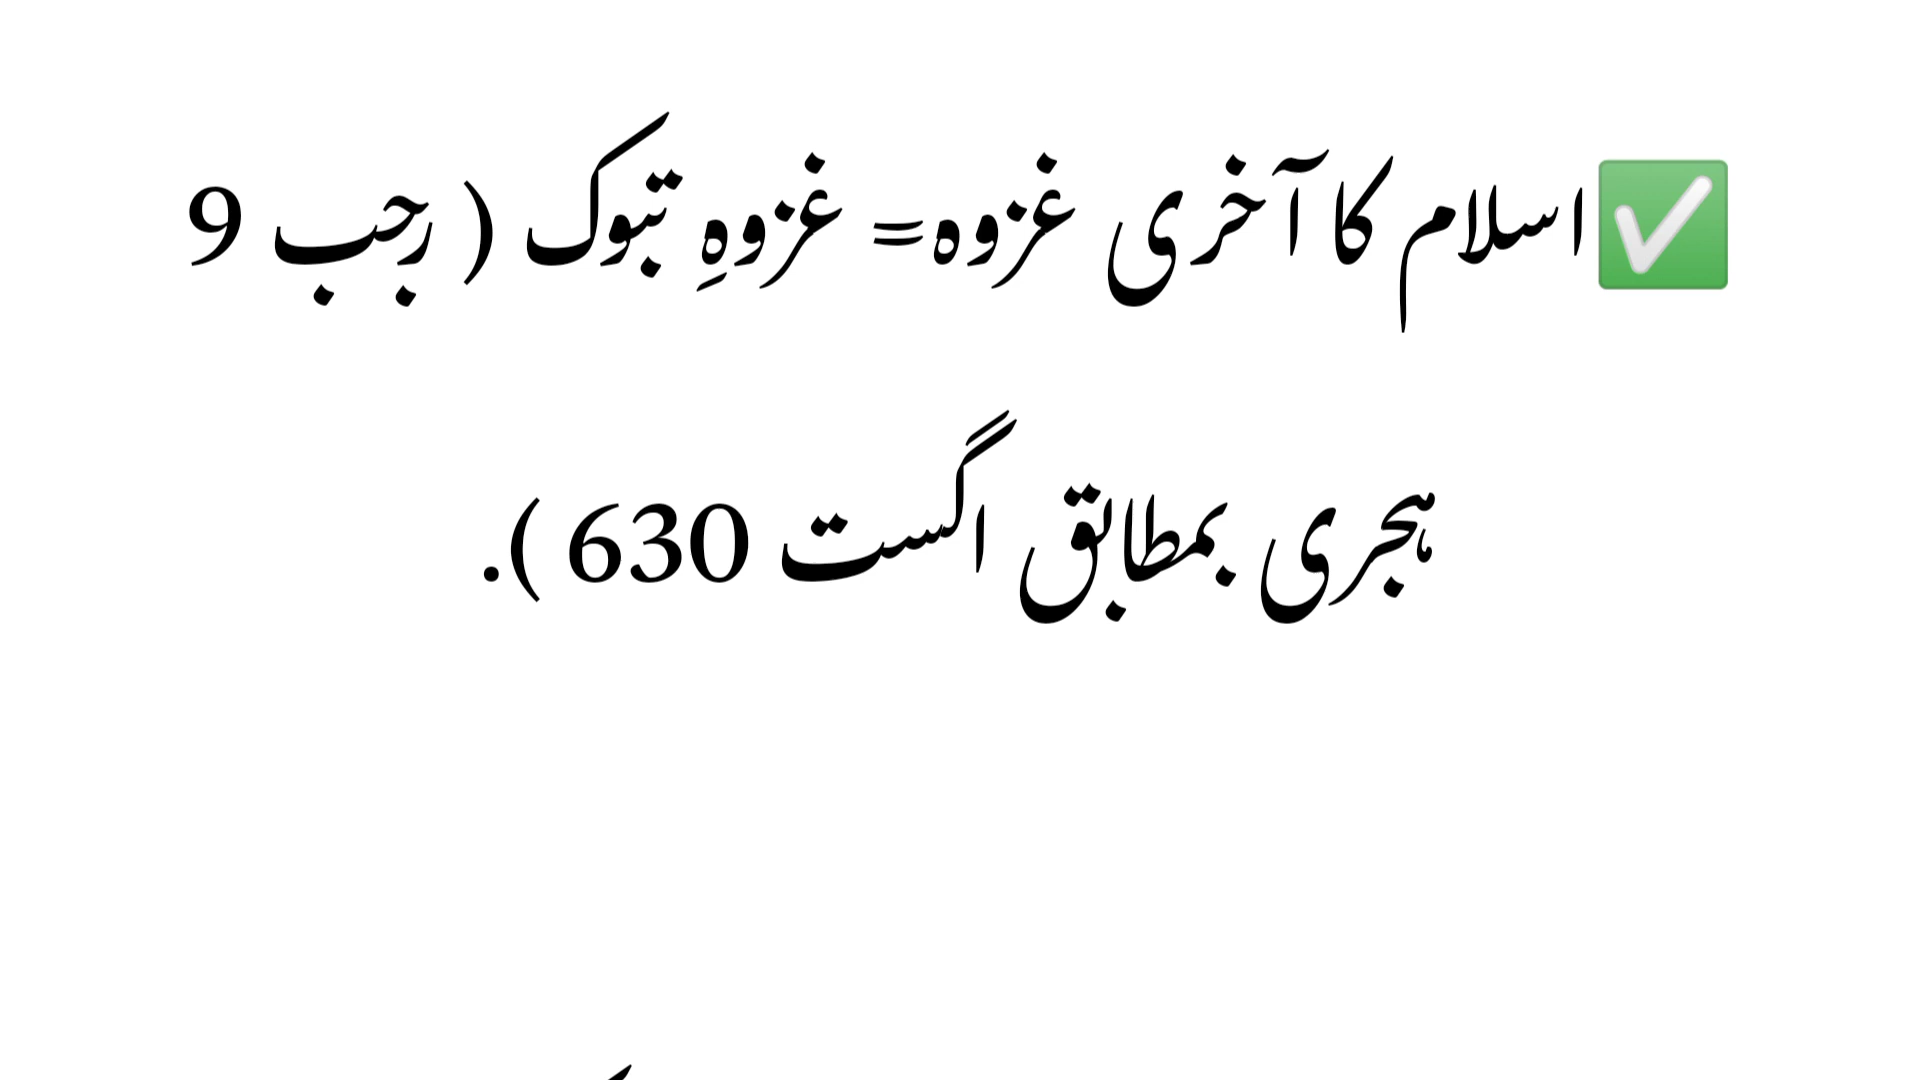 ✅اسلام کا آخری غزوہ= غزوہِ تبوک ( رجب 9
ہجری بمطابق اگست 630 ).